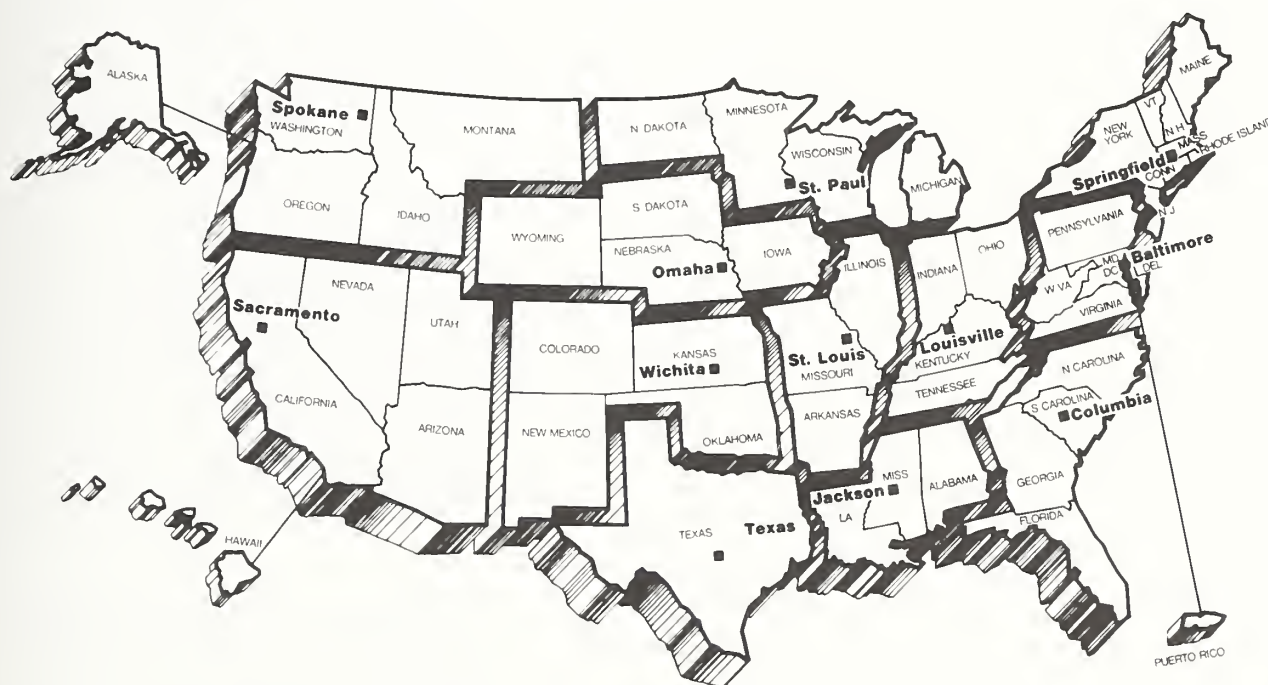 ALASKA
Spokane
WASHINGTON
MONTANA
N DAKOTA
MINNESOTA
OREGON
IDAHO
WYOMING
S DAKOTA
NEBRASKA
Omaha
IOWA
WISCONSIN
St. Paul
MICHIGAN
MAINE
VT
N H
NEW
YORK
MASS
RHODE ISLAND
Springfield
CONN
N J
PENNSYLVANIA
Baltimore
MD
DC
DEL
W VA
VIRGINIA
OHIO
INDIANA
ILLINOIS
Louisville
KENTUCKY
TENNESSEE
St. Louis
MISSOURI
ARKANSAS
KANSAS
Wichita
COLORADO
UTAH
NEVADA
Sacramento
CALIFORNIA
ARIZONA
NEW MEXICO
OKLAHOMA
Texas
TEXAS
Jackson
MISS
LA
ALABAMA
GEORGIA
FLORIDA
N CAROLINA
S CAROLINA
Columbia
HAWAII
PUERTO RICO